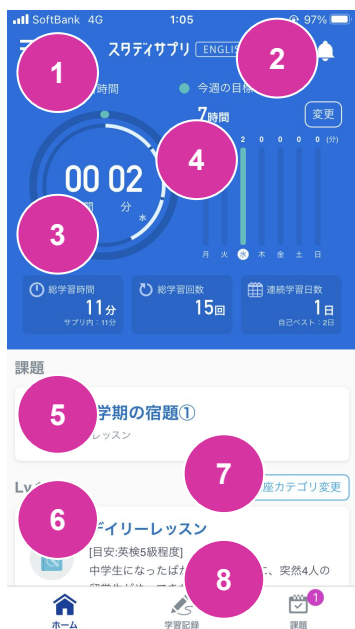 SoftBank 4G 1:05 97%
スタディサプリ ENGLIS
1
2
時間
今週の目標
7時間
変更
4
2 0 0 0 0 (分)
00 02
分
水
3
月 火 水 木 金 土 日
総学習時間
11分
サプリ内：11分
総学習回数
15回
連続学習日数
1日
自己ベスト：2日
課題
5
学期の宿題①
レッスン
7
Lv
座カテゴリ変更
6
デイリーレッスン
[目安:英検5級程度]
中学生になったば
に、突然4人の
8
1
ホーム
学習記録
課題